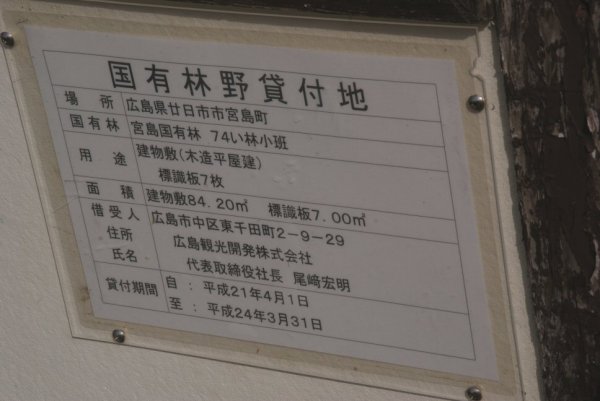 国有林野貸付地
場所 広島県廿日市市宮島町
国有林 宮島国有林 74い林小班
用途 建物敷(木造平屋建)
標識板7枚
面積 建物敷84.20㎡ 標識板7.00㎡
借受人 広島市中区東千田町2-9-29
住所 広島観光開発株式会社
氏名 代表取締役社長 尾崎宏明
貸付期間 自:平成21年4月1日
至:平成24年3月31日